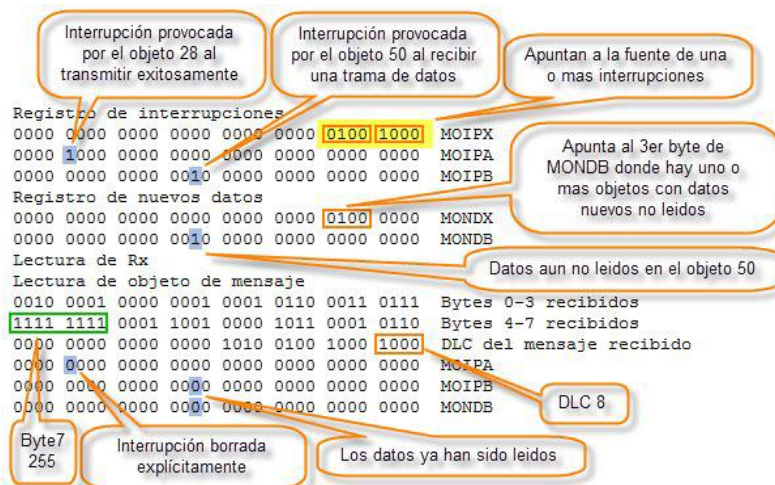 Interrupción provocada
por el objeto 28 al
transmitir exitosamente
Interrupción provocada
por el objeto 50 al recibir
una trama de datos
Apuntan a la fuente de una
o mas interrupciones
Registro de interrupciones
0000 0000 0000 0000 0000 0000 0100 1000 MOIPX
0000 1000 0000 0000 0000 0000 0000 0000 MOIPA
0000 0000 0000 0010 0000 0000 0000 0000 MOIPB
Apunta al 3er byte de
MONDB donde hay uno o
mas objetos con datos
nuevos no leidos
Registro de nuevos datos
0000 0000 0000 0000 0000 0000 0100 0000 MONDX
0000 0000 0000 0010 0000 0000 0000 0000 MONDB
Datos aun no leidos en el objeto 50
Lectura de Rx
Lectura de objeto de mensaje
0010 0001 0000 0001 0001 0110 0011 0111 Bytes 0-3 recibidos
1111 1111 0001 1001 0000 1011 0001 0110 Bytes 4-7 recibidos
0000 0000 0000 0000 1010 0100 1000 1000 DLC del mensaje recibido
0000 0000 0000 0000 0000 0000 0000 0000 MOIPA
0000 0000 0000 0000 0000 0000 0000 0000 MOIPB
0000 0000 0000 0000 0000 0000 0000 0000 MONDB
DLC 8
Byte7
255
Interrupción borrada
explícitamente
Los datos ya han sido leidos